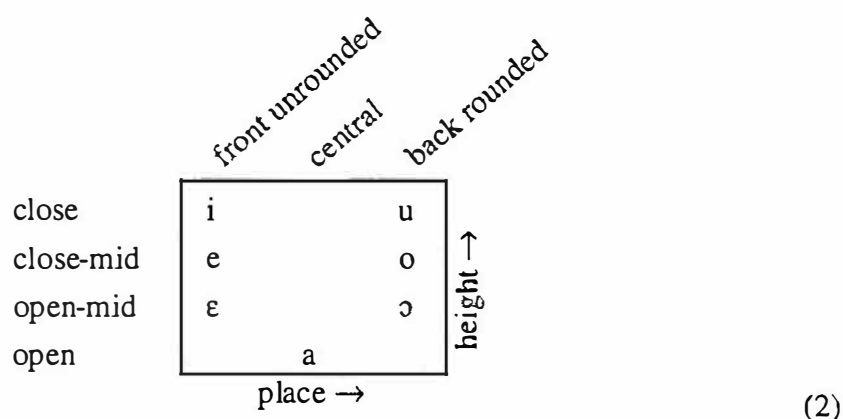 front unrounded central back rounded
close i u
close-mid e o
open-mid ɛ ɔ
open a
height →
place →
(2)